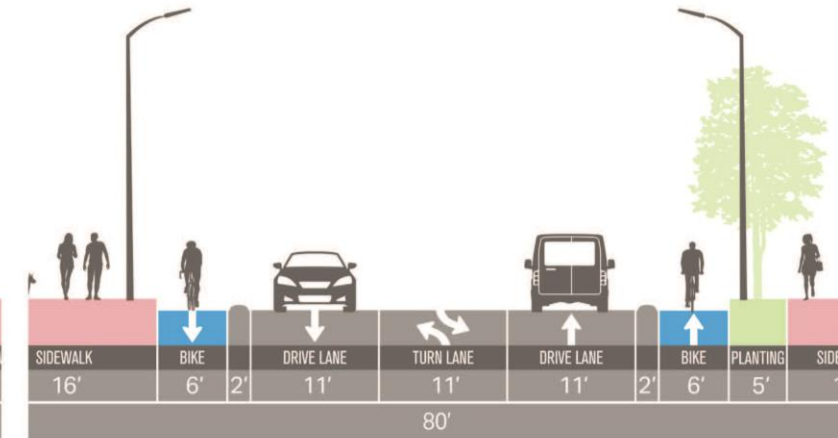 SIDEWALK BIKE DRIVE LANE TURN LANE DRIVE LANE BIKE PLANTING
16' 6' 2' 11' 11' 11' 2' 6' 5'
80'